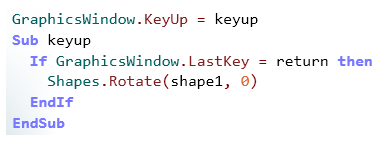 GraphicsWindow.KeyUp = keyup
Sub keyup
  If GraphicsWindow.LastKey = return then
    Shapes.Rotate(shape1, 0)
  EndIf
EndSub